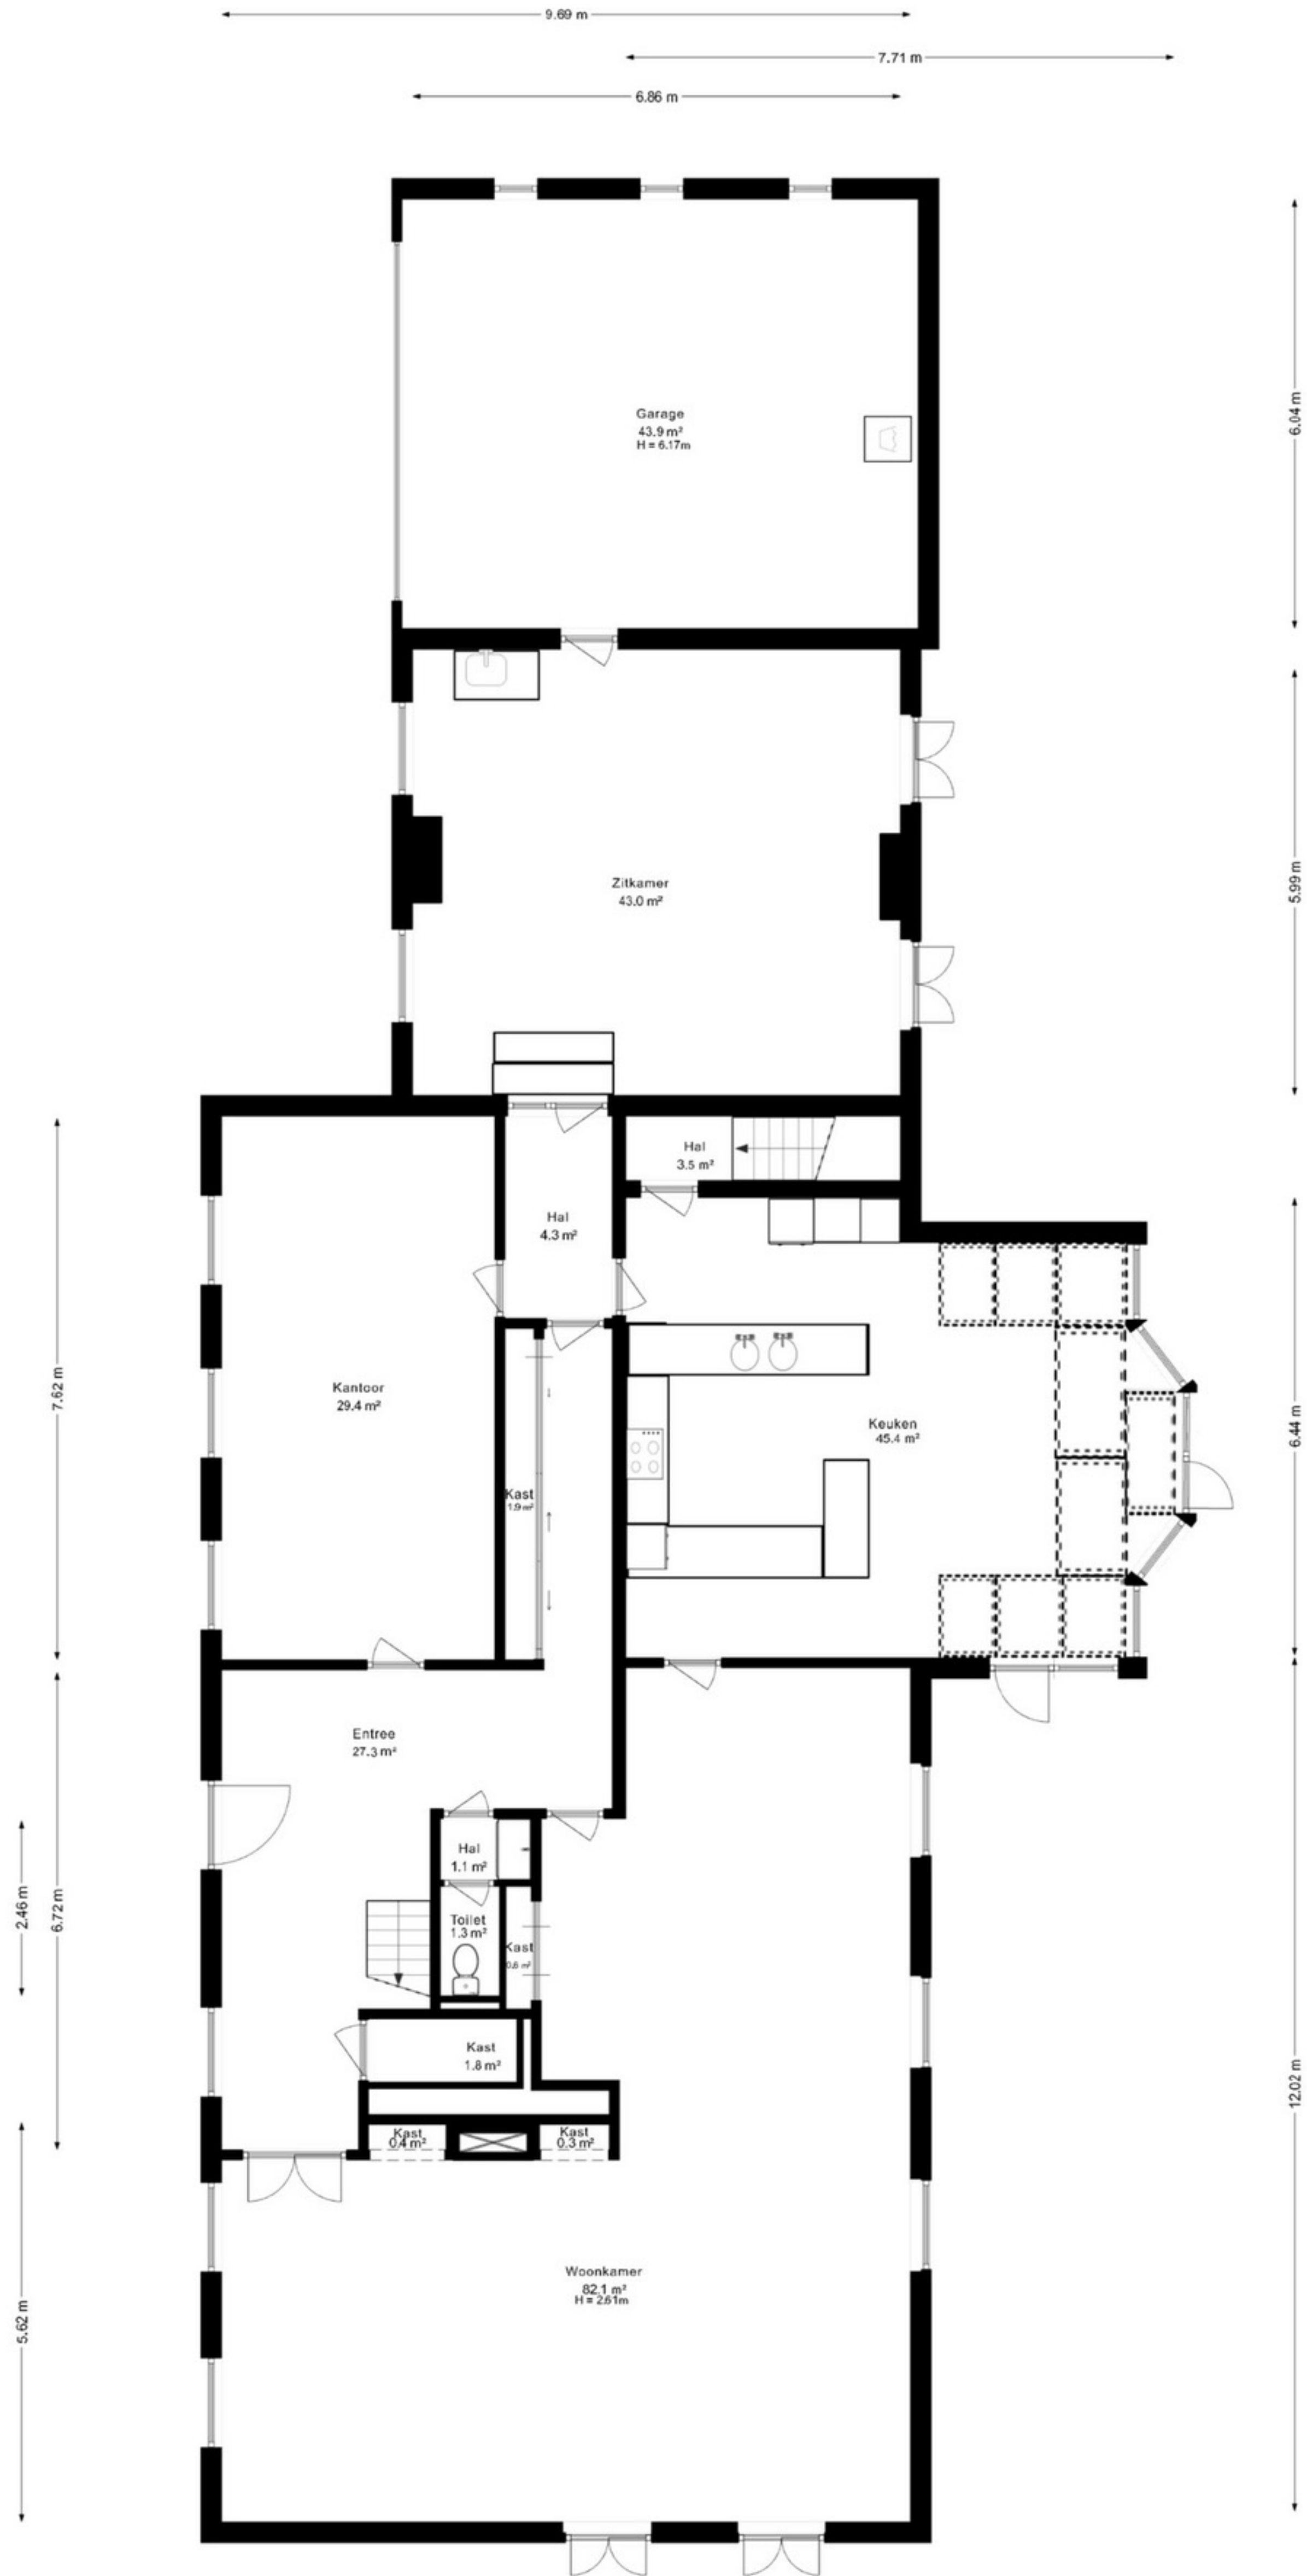 9.69 m
7.71 m
6.86 m
Garage
43.9 m²
H = 6.17m
6.04 m
Zitkamer
43.0 m²
5.99 m
Hal
3.5 m²
Hal
4.3 m²
Kantoor
29.4 m²
7.62 m
Keuken
45.4 m²
6.44 m
Kast
1.9 m²
Entree
27.3 m²
Hal
1.1 m²
2.46 m
6.72 m
Toilet
1.3 m²
Kast
0.6 m²
Kast
1.8 m²
12.02 m
Kast
0.4 m²
Kast
0.3 m²
Woonkamer
82.1 m²
H = 2.61m
5.62 m